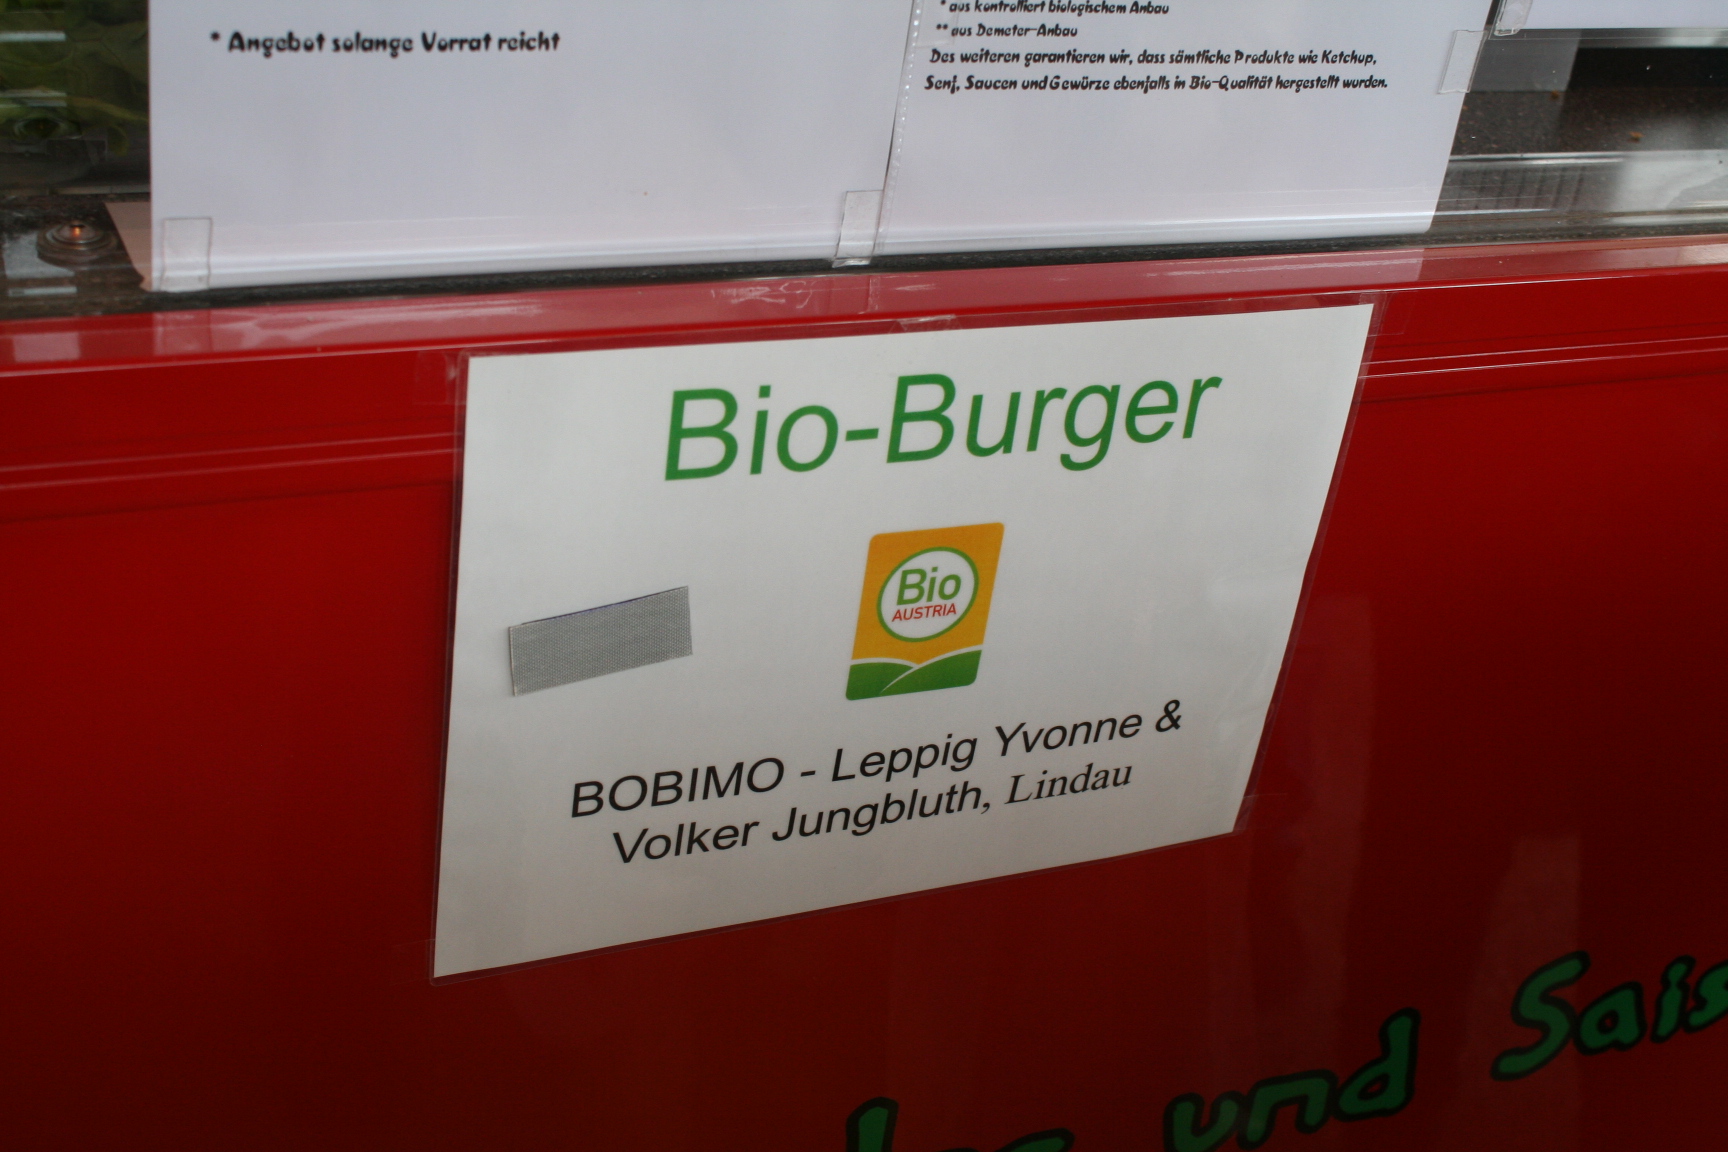 * Angebot solange Vorrat reicht
* aus kontrolliert biologischem Anbau
** aus Demeter-Anbau
Des weiteren garantieren wir, dass sämtliche Produkte wie Ketchup,
Senf, Saucen und Gewürze ebenfalls in Bio-Qualität hergestellt wurden.
Bio-Burger
Bio
AUSTRIA
BOBIMO - Leppig Yvonne &
Volker Jungbluth, Lindau
und Sais